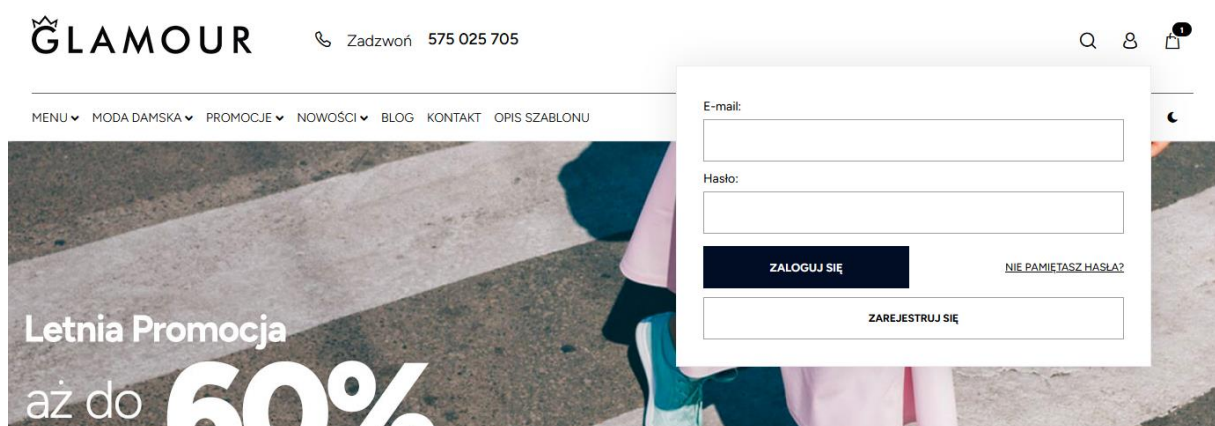 GLAMOUR
Zadzwoń 575 025 705
1
MENU MODA DAMSKA PROMOCJE NOWOŚCI BLOG KONTAKT OPIS SZABLONU
E-mail:
Hasło:
ZALOGUJ SIĘ
NIE PAMIĘTASZ HASŁA?
ZAREJESTRUJ SIĘ
Letnia Promocja
aż do 60%